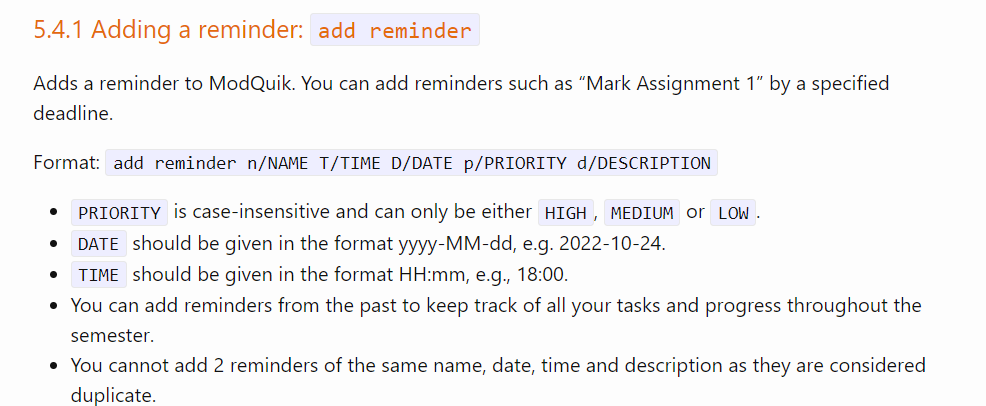 5.4.1 Adding a reminder: add reminder
Adds a reminder to ModQuik. You can add reminders such as “Mark Assignment 1” by a specified
deadline.
Format: add reminder n/NAME T/TIME D/DATE p/PRIORITY d/DESCRIPTION
• PRIORITY is case-insensitive and can only be either HIGH, MEDIUM or LOW.
• DATE should be given in the format yyyy-MM-dd, e.g. 2022-10-24.
• TIME should be given in the format HH:mm, e.g., 18:00.
• You can add reminders from the past to keep track of all your tasks and progress throughout the
semester.
• You cannot add 2 reminders of the same name, date, time and description as they are considered
duplicate.